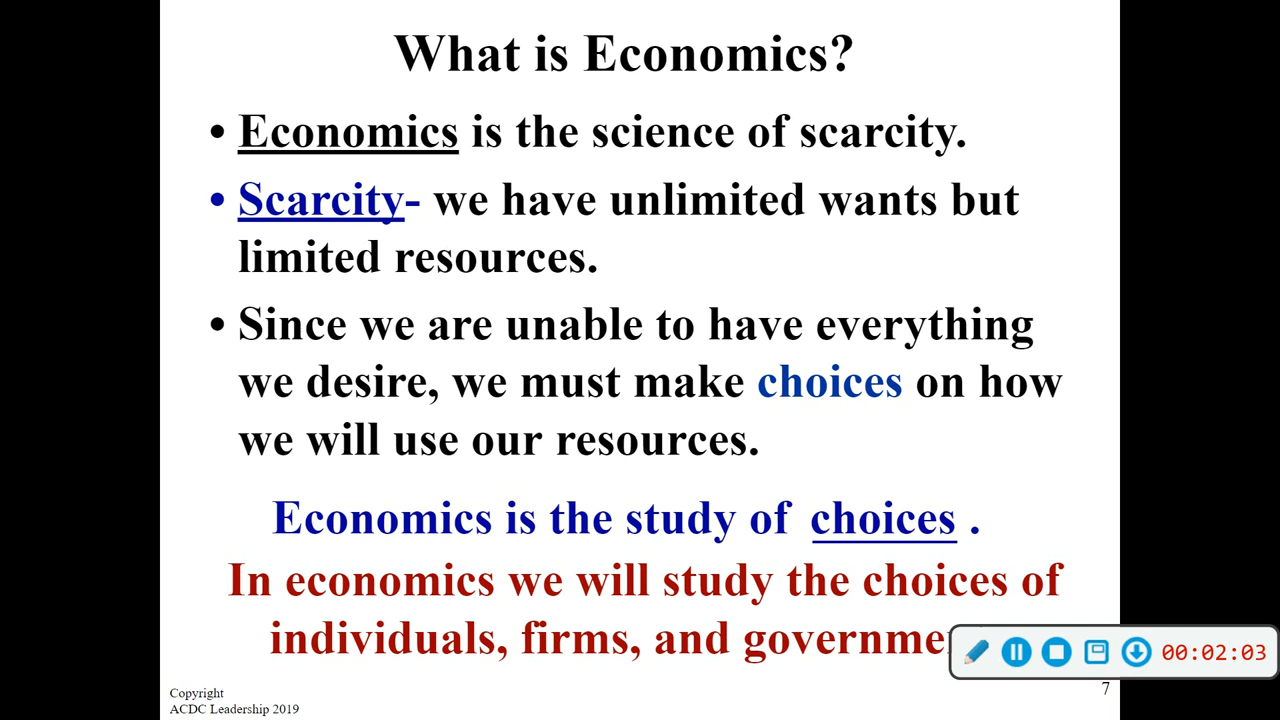 What is Economics?
• Economics is the science of scarcity.
• Scarcity- we have unlimited wants but
limited resources.
• Since we are unable to have everything
we desire, we must make choices on how
we will use our resources.
Economics is the study of choices .
In economics we will study the choices of
individuals, firms, and
00:02:03
7
Copyright
ACDC Leadership 2019